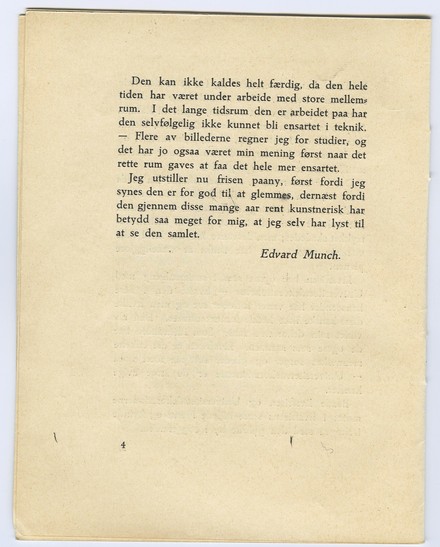 Den kan ikke kaldes helt færdig, da den hele
tiden har været under arbeide med store mellem-
rum. I det lange tidsrum den er arbeidet paa har
den selvfølgelig ikke kunnet bli ensartet i teknik.
— Flere av billederne regner jeg for studier, og
det har jo ogsaa været min mening først naar det
rette rum gaves at faa det hele mer ensartet.
Jeg utstiller nu frisen paany, først fordi jeg
synes den er for god til at glemmes, dernæst fordi
den gjennem disse mange aar rent kunstnerisk har
betydd saa meget for mig, at jeg selv har lyst til
at se den samlet.
Edvard Munch.
4